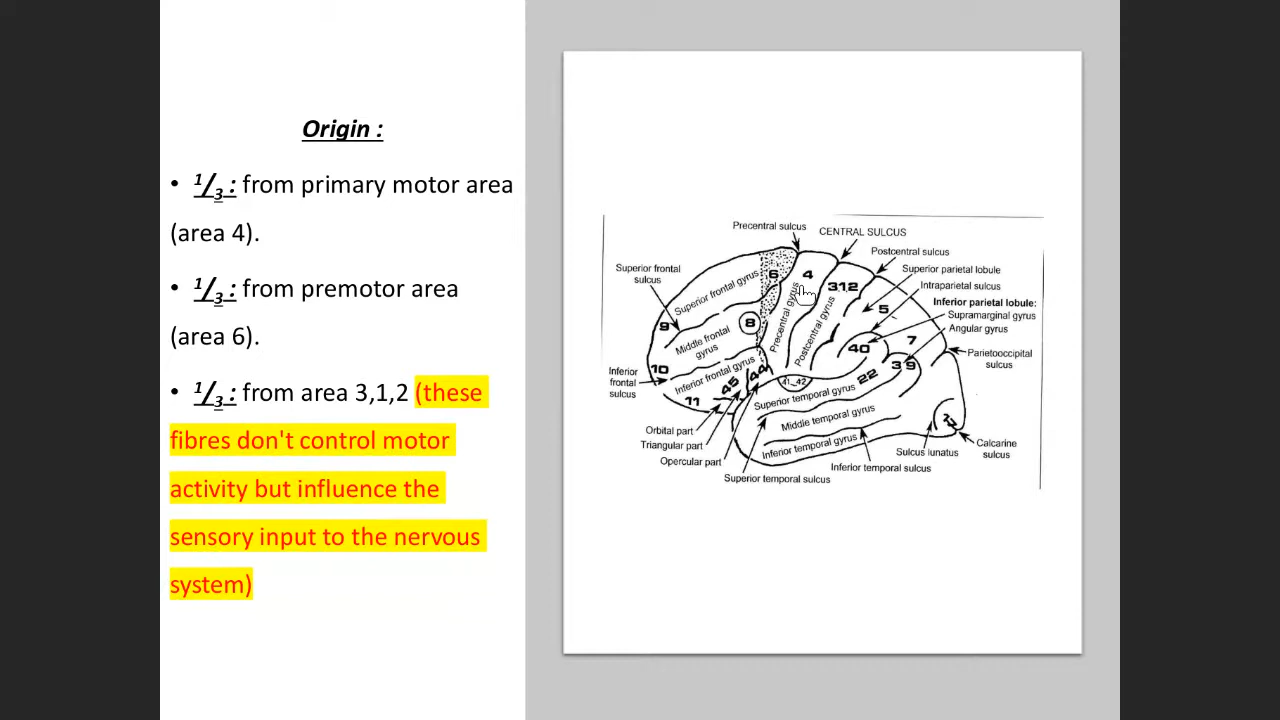 Origin :
• 1/3 : from primary motor area
(area 4).
• 1/3 : from premotor area
(area 6).
• 1/3 : from area 3,1,2 (these
fibres don't control motor
activity but influence the
sensory input to the nervous
system)
Precentral sulcus
CENTRAL SULCUS
Postcentral sulcus
Superior parietal lobule
Intraparietal sulcus
Inferior parietal lobule:
Supramarginal gyrus
Angular gyrus
Parietooccipital
sulcus
Superior frontal
sulcus
Superior frontal gyrus
6
4
312
5
7
9
8
Middle frontal
gyrus
Precentral gyrus
Postcentral gyrus
40
39
10
Inferior frontal gyrus
44
45
11
41_42
22
Inferior
frontal
sulcus
Superior temporal gyrus
Middle temporal gyrus
Inferior temporal gyrus
Orbital part
Triangular part
Opercular part
Superior temporal sulcus
Inferior temporal sulcus
Sulcus lunatus
Calcarine
sulcus